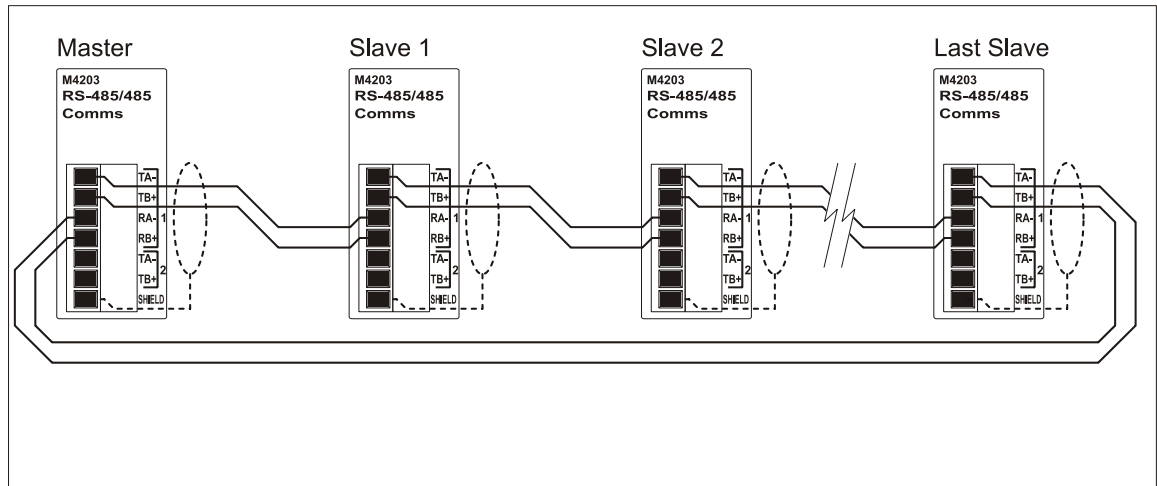 Master
M4203
RS-485/485
Comms
TA-
TB+
RA- 1
RB+
TA-
2
TB+
SHIELD
Slave 1
M4203
RS-485/485
Comms
TA-
TB+
RA- 1
RB+
TA-
2
TB+
SHIELD
Slave 2
M4203
RS-485/485
Comms
TA-
TB+
RA- 1
RB+
TA-
2
TB+
SHIELD
Last Slave
M4203
RS-485/485
Comms
TA-
TB+
RA- 1
RB+
TA-
2
TB+
SHIELD